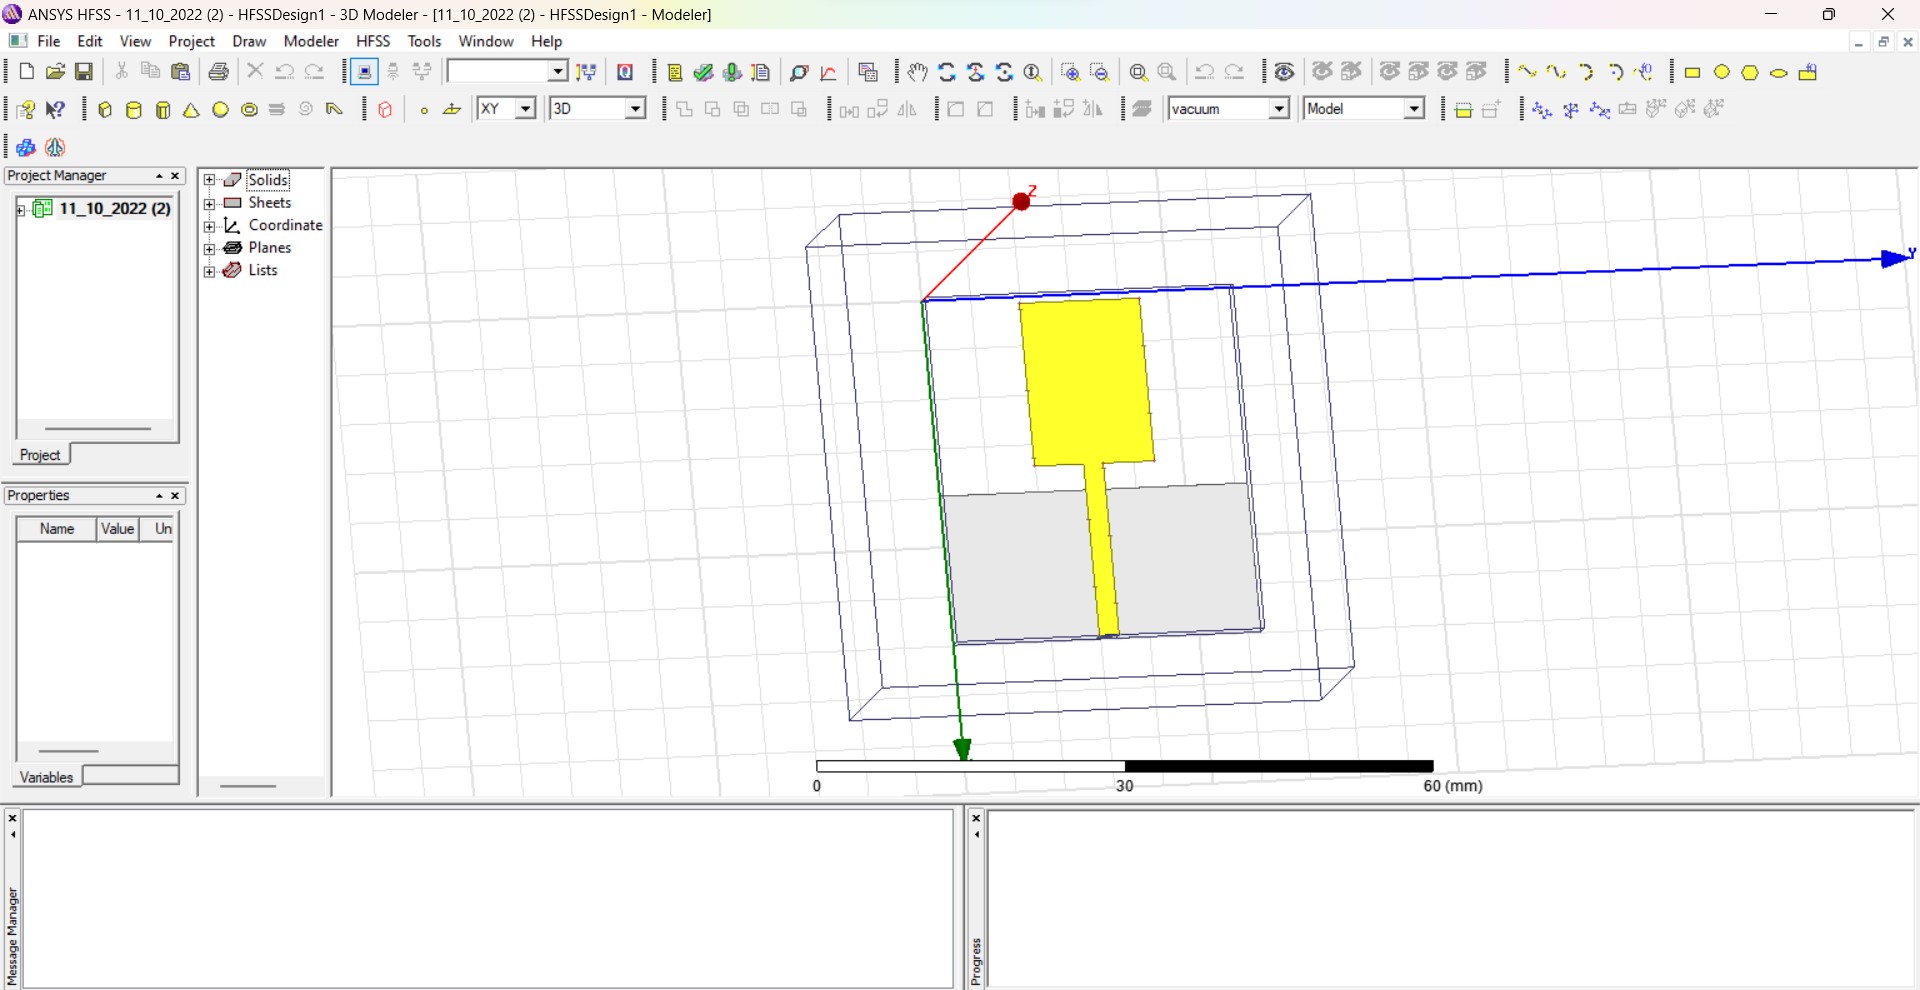 ANSYS HFSS - 11_10_2022 (2) - HFSSDesign1 - 3D Modeler - [11_10_2022 (2) - HFSSDesign1 - Modeler]
File Edit View Project Draw Modeler HFSS Tools Window Help
XY 3D vacuum Model
Project Manager
11_10_2022 (2)
Project
Properties
Name Value Un
Variables
Solids
Sheets
Coordinate
Planes
Lists
Z
Y
0 30 60 (mm)
Message Manager
Progress